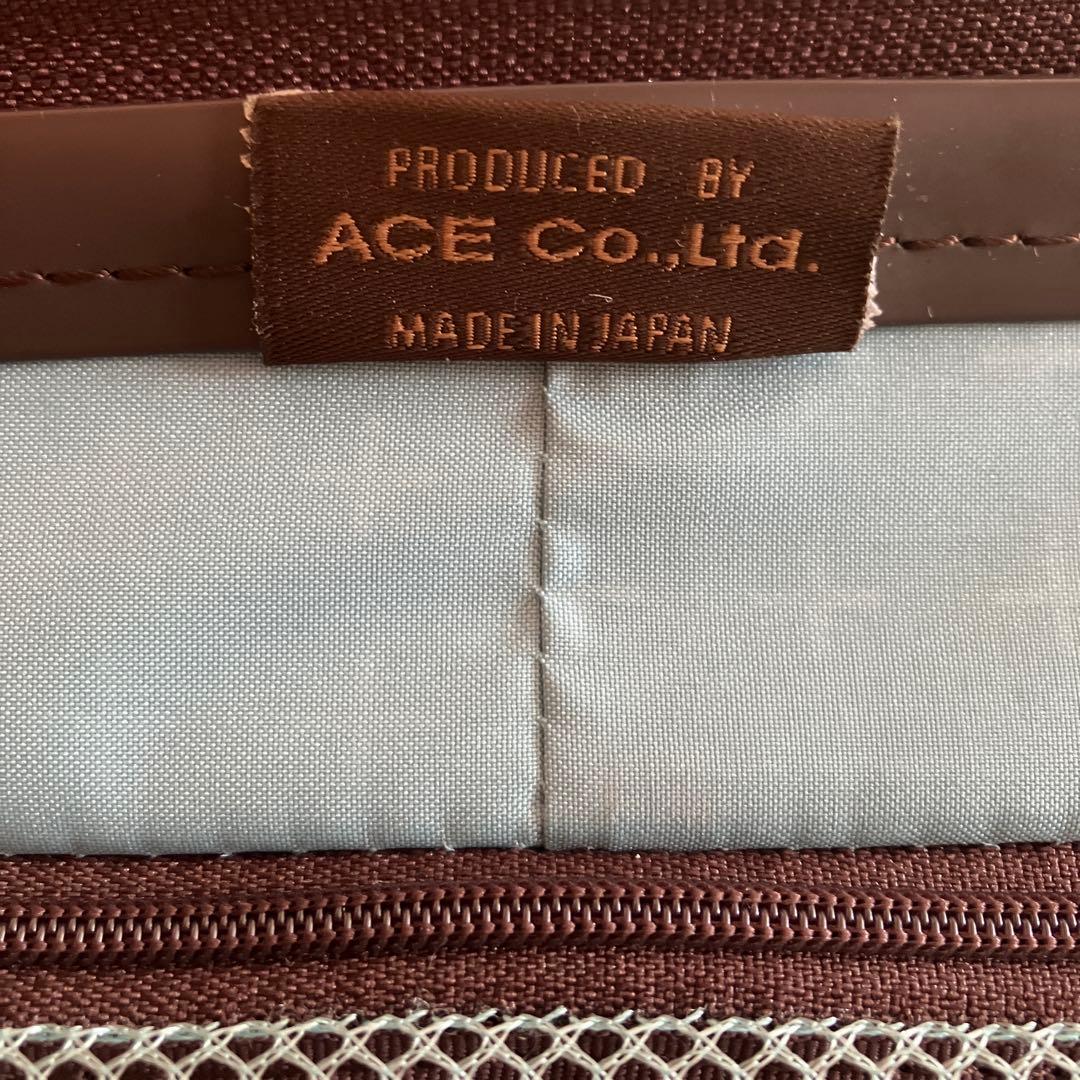 PRODUCED BY
ACE Co.,Ltd.
MADE IN JAPAN